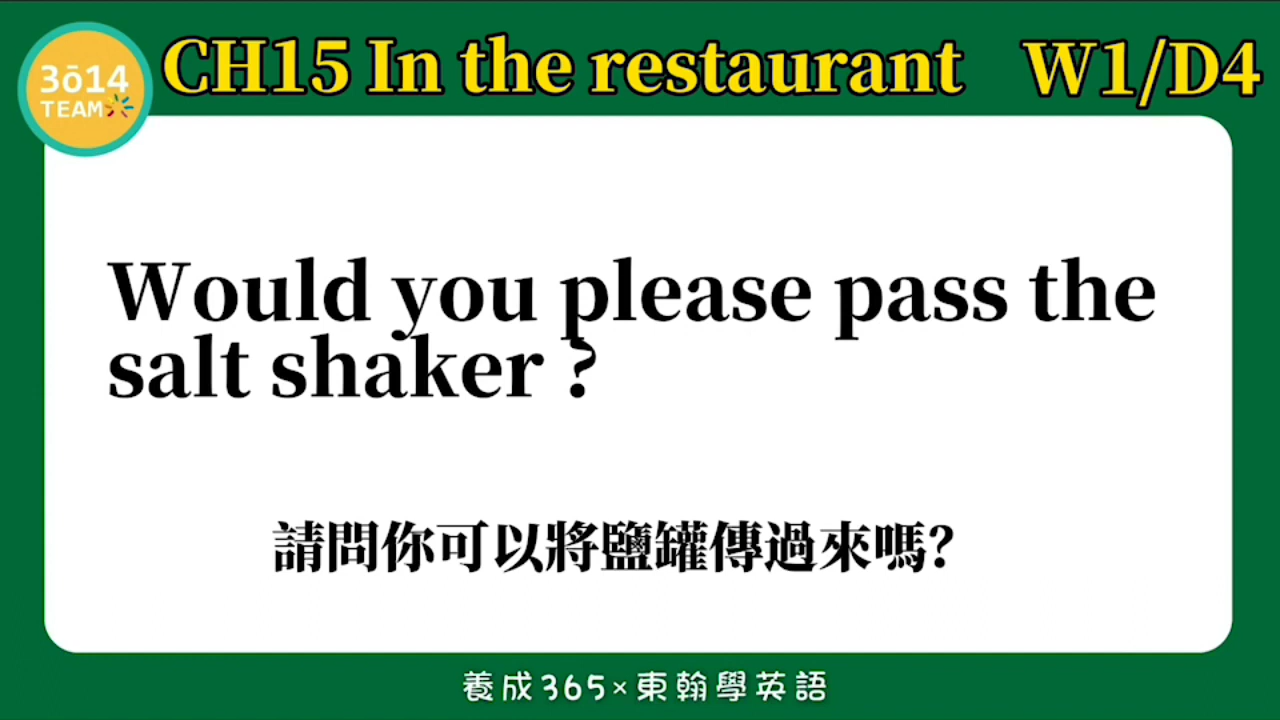 3ō14
TEAM
CH15 In the restaurant W1/D4
Would you please pass the
salt shaker ?
請問你可以將鹽罐傳過來嗎?
養成365×東翰學英語